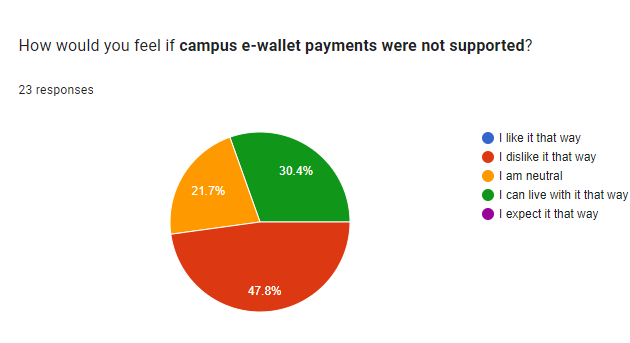 How would you feel if campus e-wallet payments were not supported?
23 responses
I like it that way
I dislike it that way
I am neutral
I can live with it that way
I expect it that way
30.4%
21.7%
47.8%